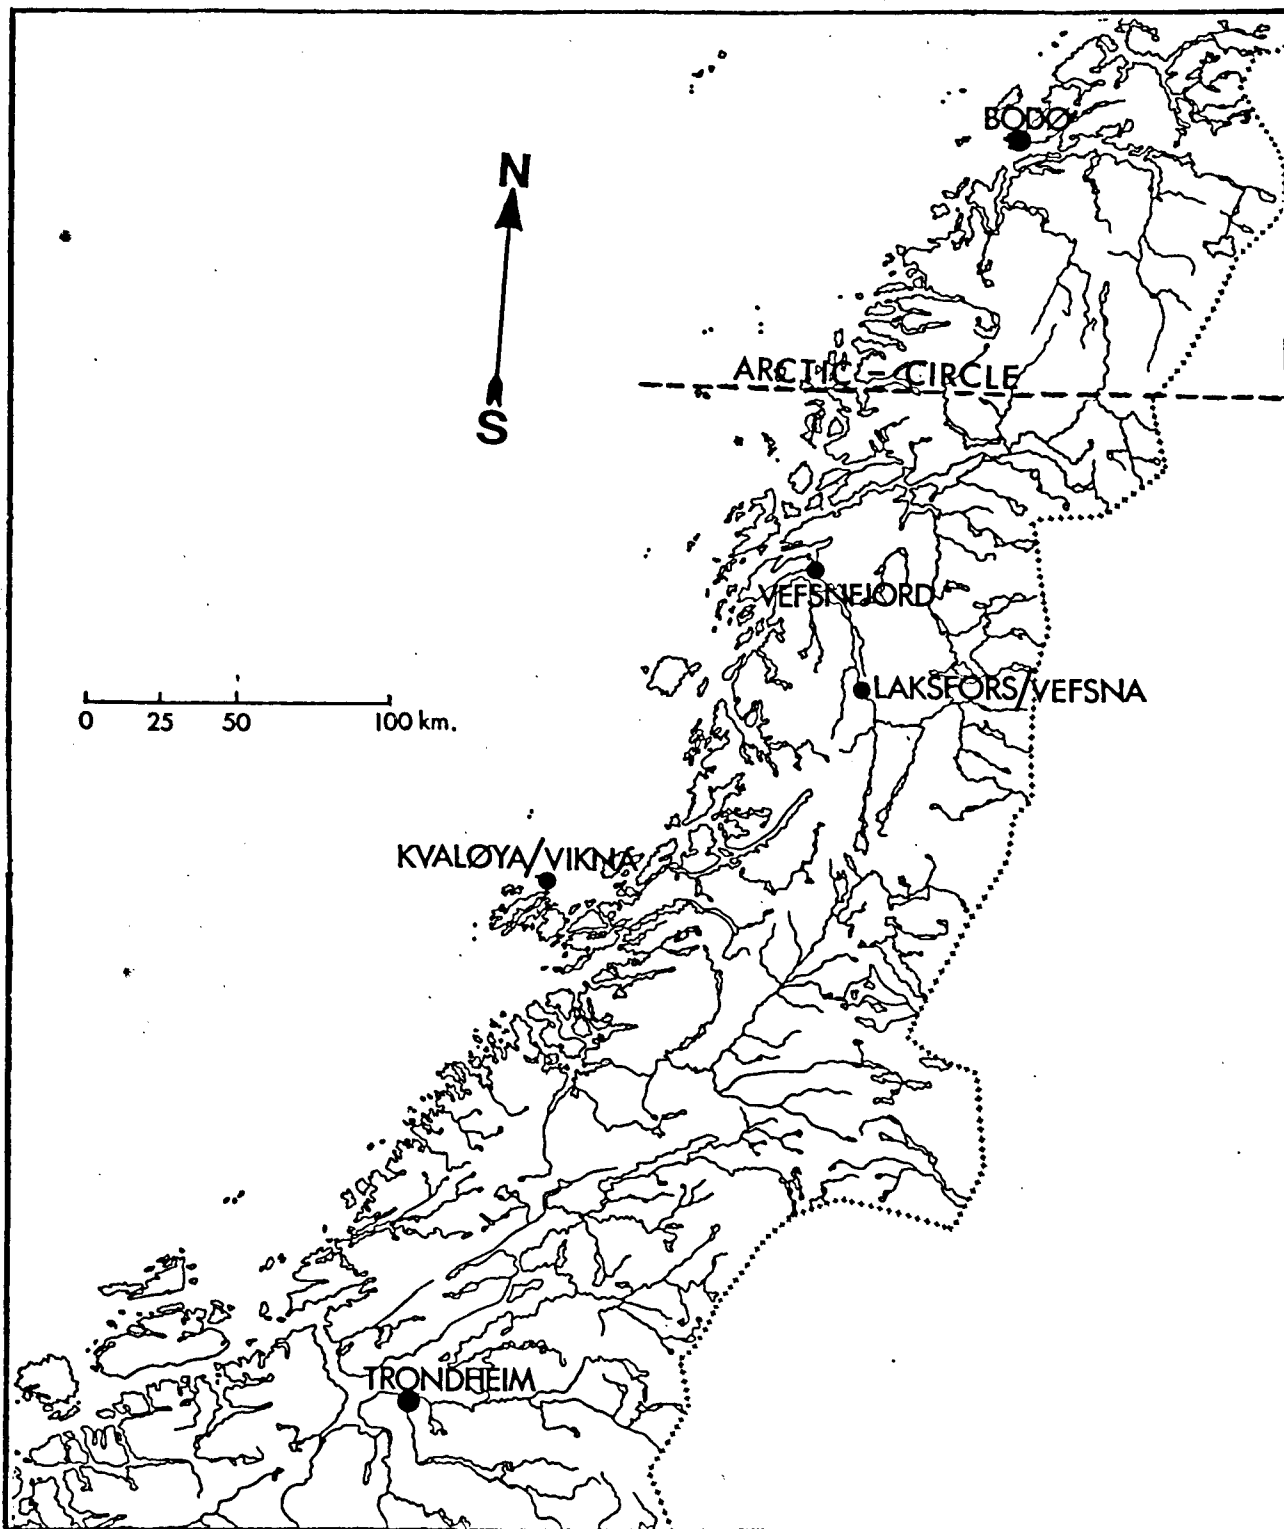 BODØ
N
ARCTIC – CIRCLE
S
VEFSNFJORD
LAKSFORS/VEFSNA
0 25 50 100 km.
KVALØYA/VIKNA
TRONDHEIM